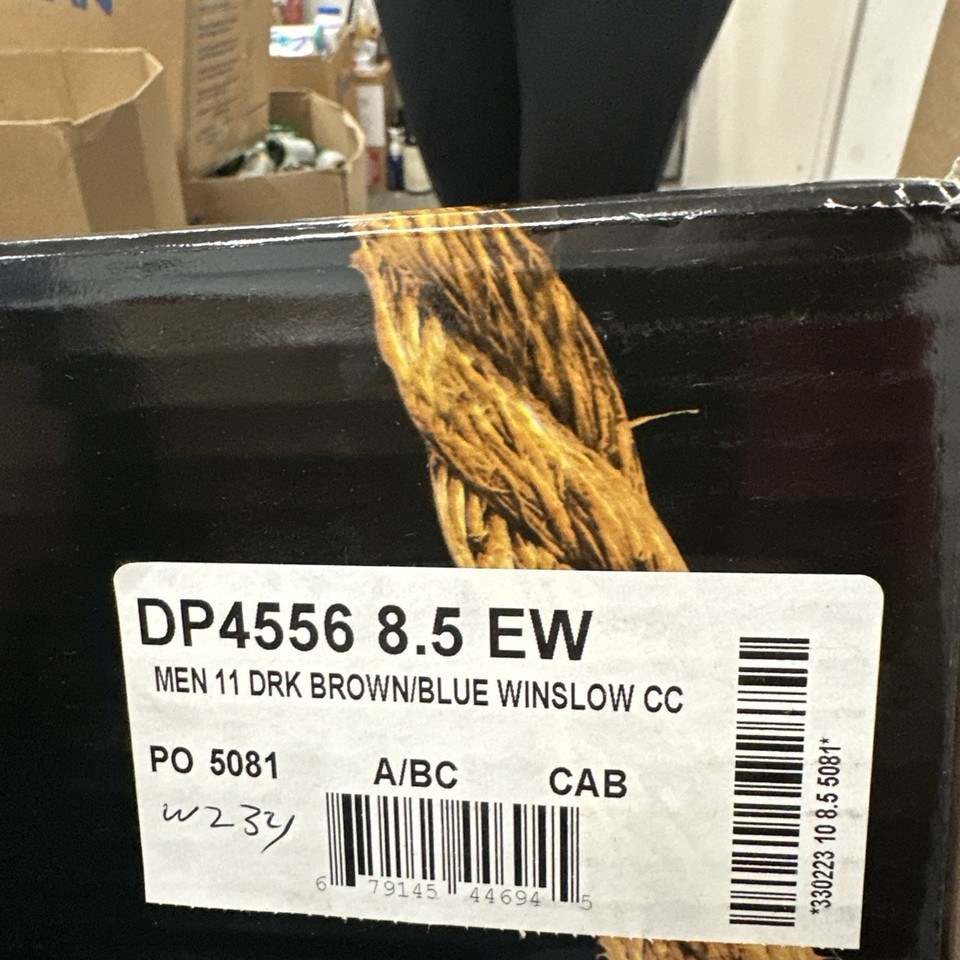 DP4556 8.5 EW
MEN 11 DRK BROWN/BLUE WINSLOW CC
PO 5081
A/BC
CAB
W234
6 79145 44694 5
*330223 10 8.5 5081*